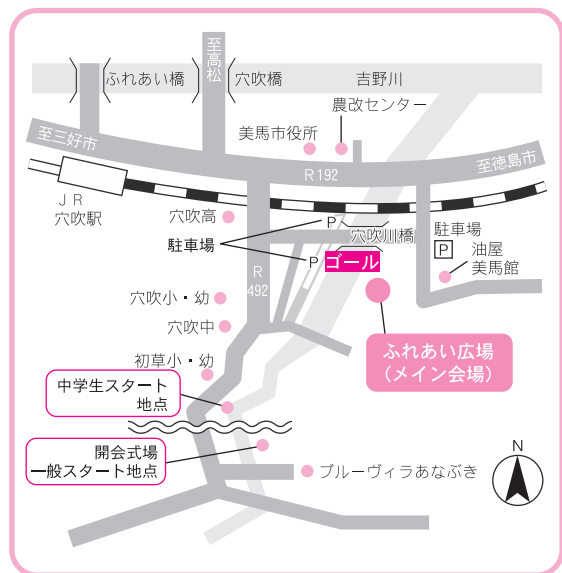 至高松
ふれあい橋
穴吹橋
吉野川
農改センター
美馬市役所
至三好市
至徳島市
R192
JR
穴吹駅
穴吹高
P
穴吹川橋
駐車場
駐車場
P
P
ゴール
油屋
美馬館
R
492
穴吹小・幼
穴吹中
ふれあい広場
（メイン会場）
初草小・幼
中学生スタート
地点
開会式場
一般スタート地点
ブルーヴィラあなぶき
N